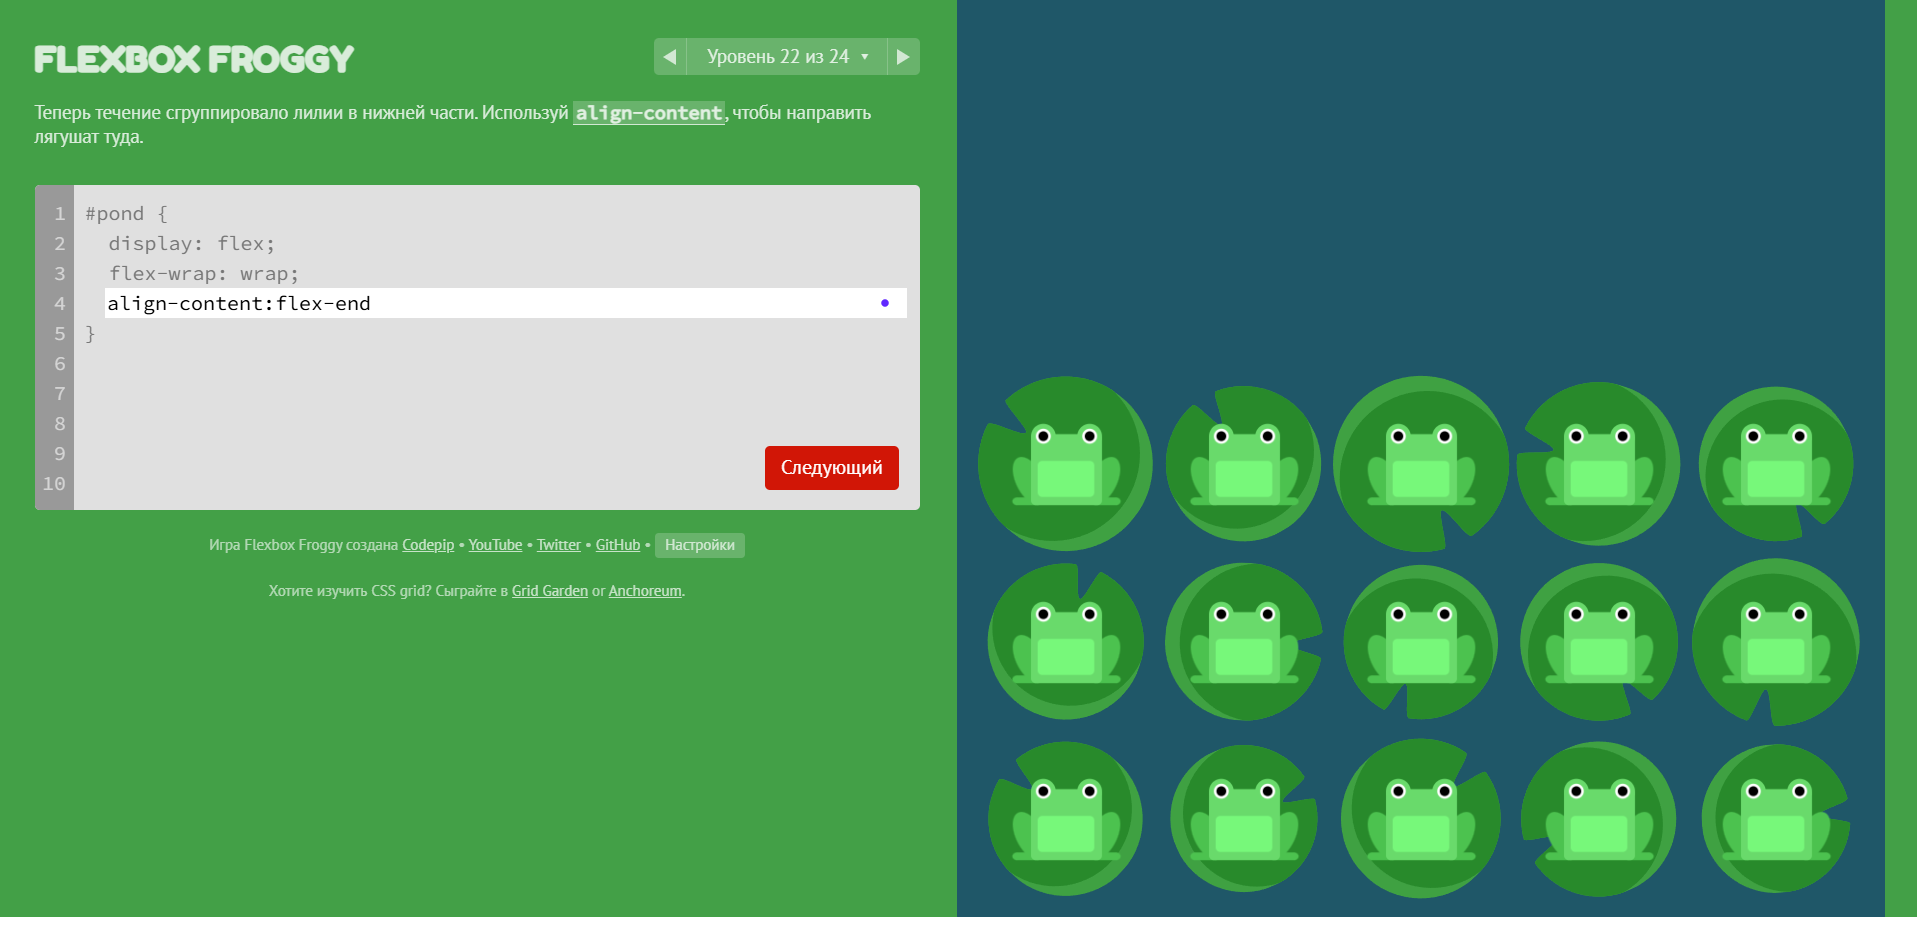 FLEXBOX FROGGY
◀ Уровень 22 из 24 ▾ ▶
Теперь течение сгруппировало лилии в нижней части. Используй align-content, чтобы направить
лягушат туда.
1 #pond {
2 display: flex;
3 flex-wrap: wrap;
4 align-content:flex-end
5 }
6
7
8
9
10
Следующий
Игра Flexbox Froggy создана Codepip • YouTube • Twitter • GitHub • Настройки
Хотите изучить CSS grid? Сыграйте в Grid Garden or Anchoreum.